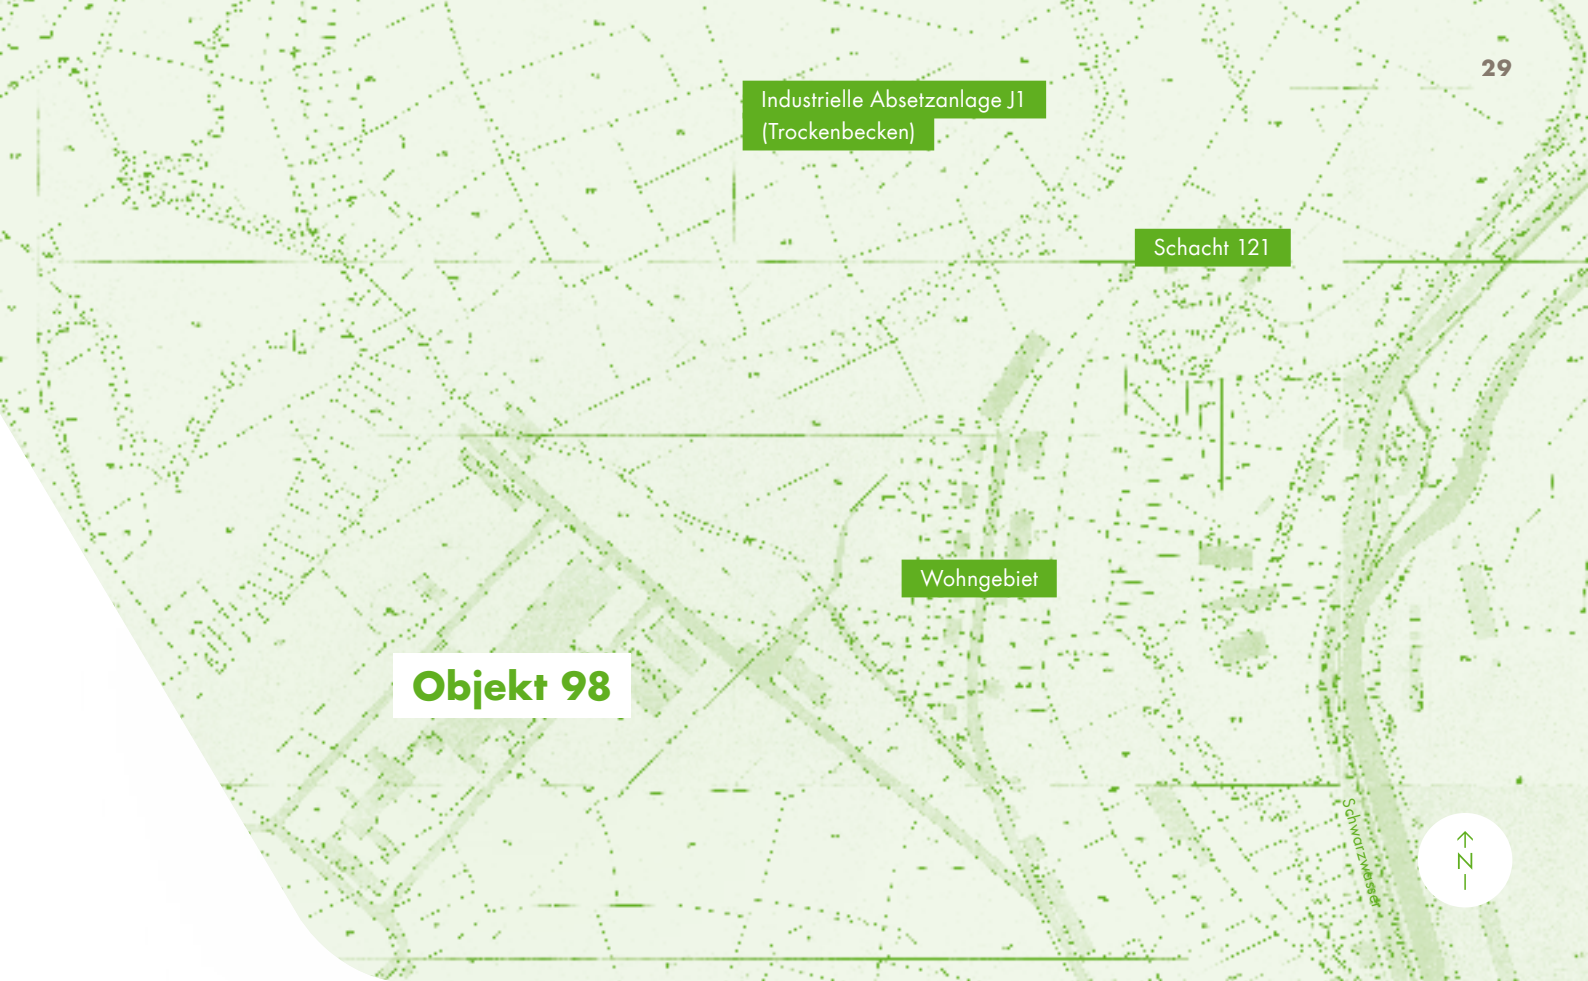 29
Industrielle Absetzanlage J1
(Trockenbecken)
Schacht 121
Wohngebiet
Objekt 98
Schwarzwasser
N